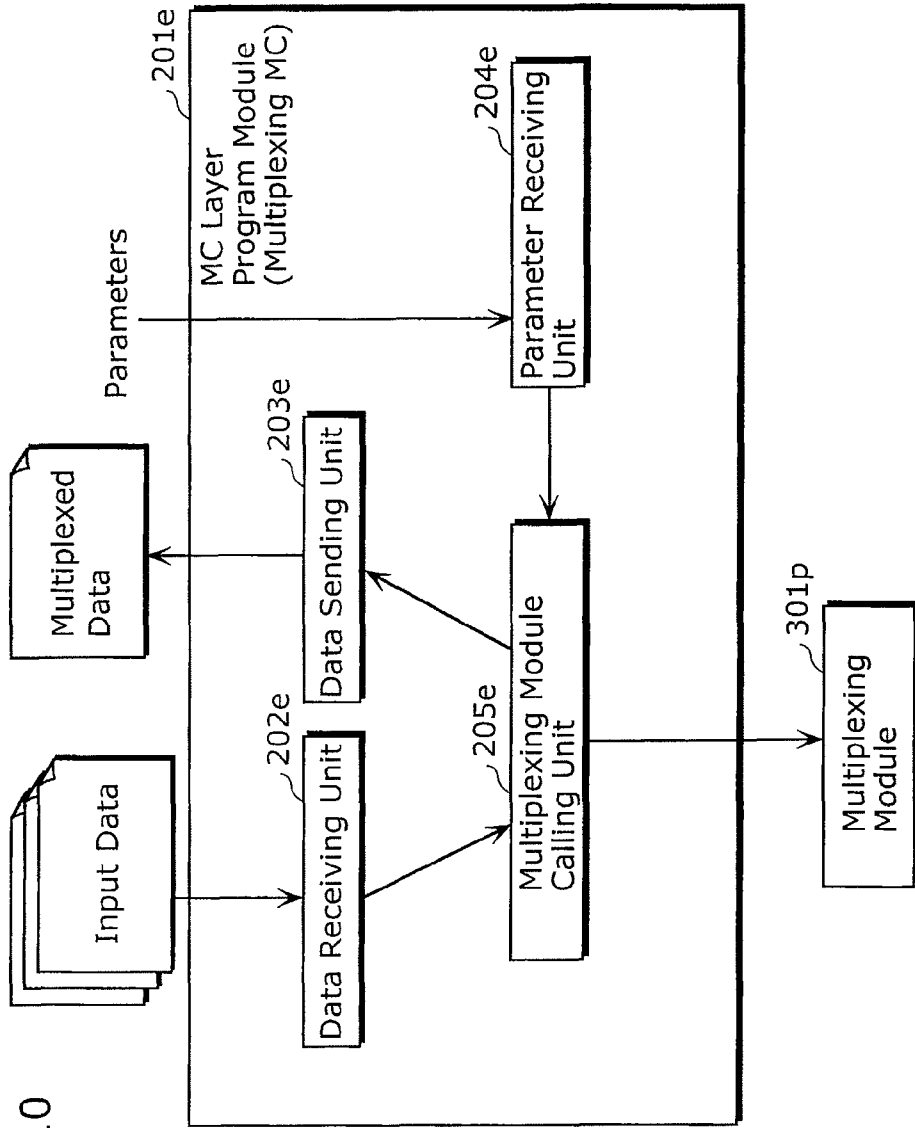 .0
Input Data
Multiplexed
Data
Parameters
201e
MC Layer
Program Module
(Multiplexing MC)
202e
Data Receiving Unit
203e
Data Sending Unit
204e
Parameter Receiving
Unit
205e
Multiplexing Module
Calling Unit
301p
Multiplexing
Module